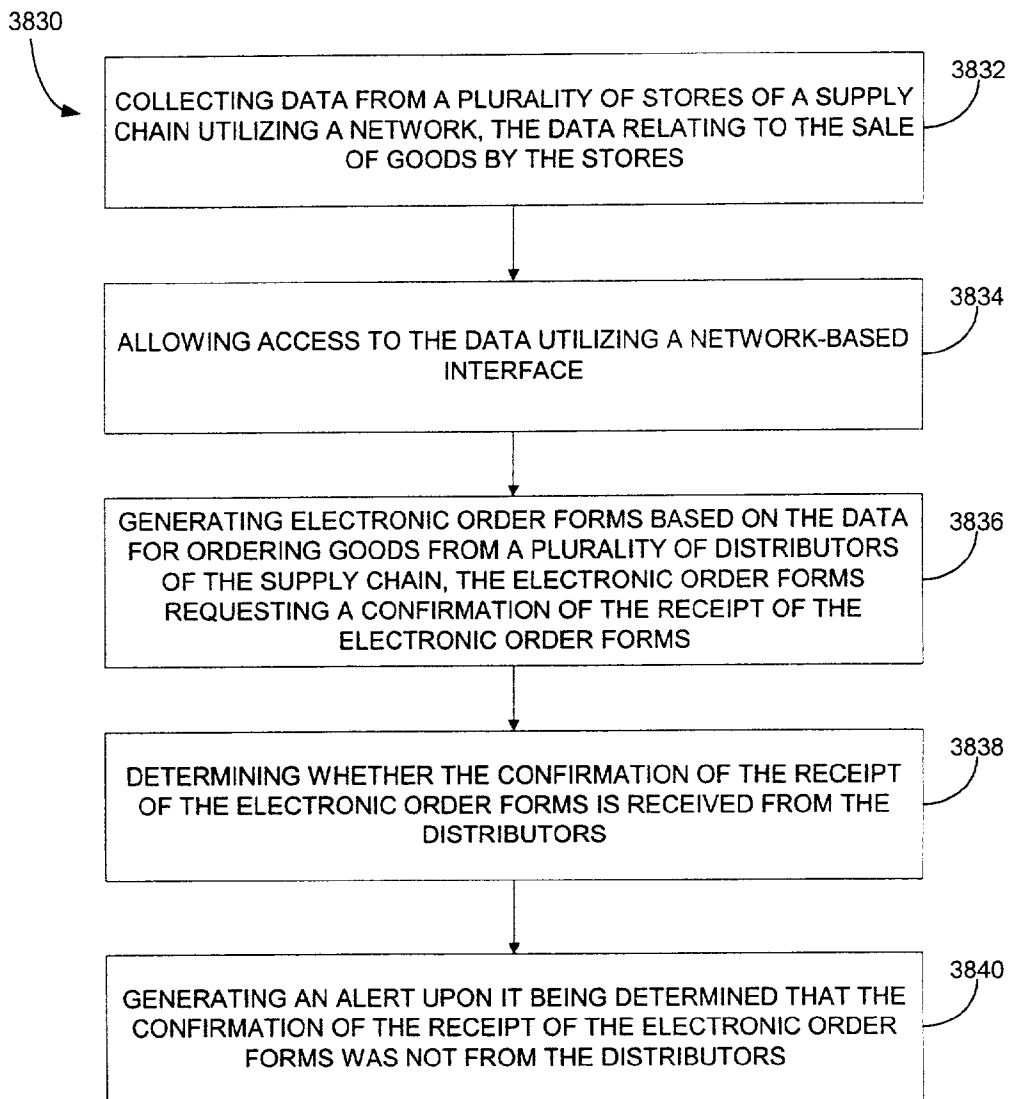 3830
3832
COLLECTING DATA FROM A PLURALITY OF STORES OF A SUPPLY
CHAIN UTILIZING A NETWORK, THE DATA RELATING TO THE SALE
OF GOODS BY THE STORES
3834
ALLOWING ACCESS TO THE DATA UTILIZING A NETWORK-BASED
INTERFACE
3836
GENERATING ELECTRONIC ORDER FORMS BASED ON THE DATA
FOR ORDERING GOODS FROM A PLURALITY OF DISTRIBUTORS
OF THE SUPPLY CHAIN, THE ELECTRONIC ORDER FORMS
REQUESTING A CONFIRMATION OF THE RECEIPT OF THE
ELECTRONIC ORDER FORMS
3838
DETERMINING WHETHER THE CONFIRMATION OF THE RECEIPT
OF THE ELECTRONIC ORDER FORMS IS RECEIVED FROM THE
DISTRIBUTORS
3840
GENERATING AN ALERT UPON IT BEING DETERMINED THAT THE
CONFIRMATION OF THE RECEIPT OF THE ELECTRONIC ORDER
FORMS WAS NOT FROM THE DISTRIBUTORS